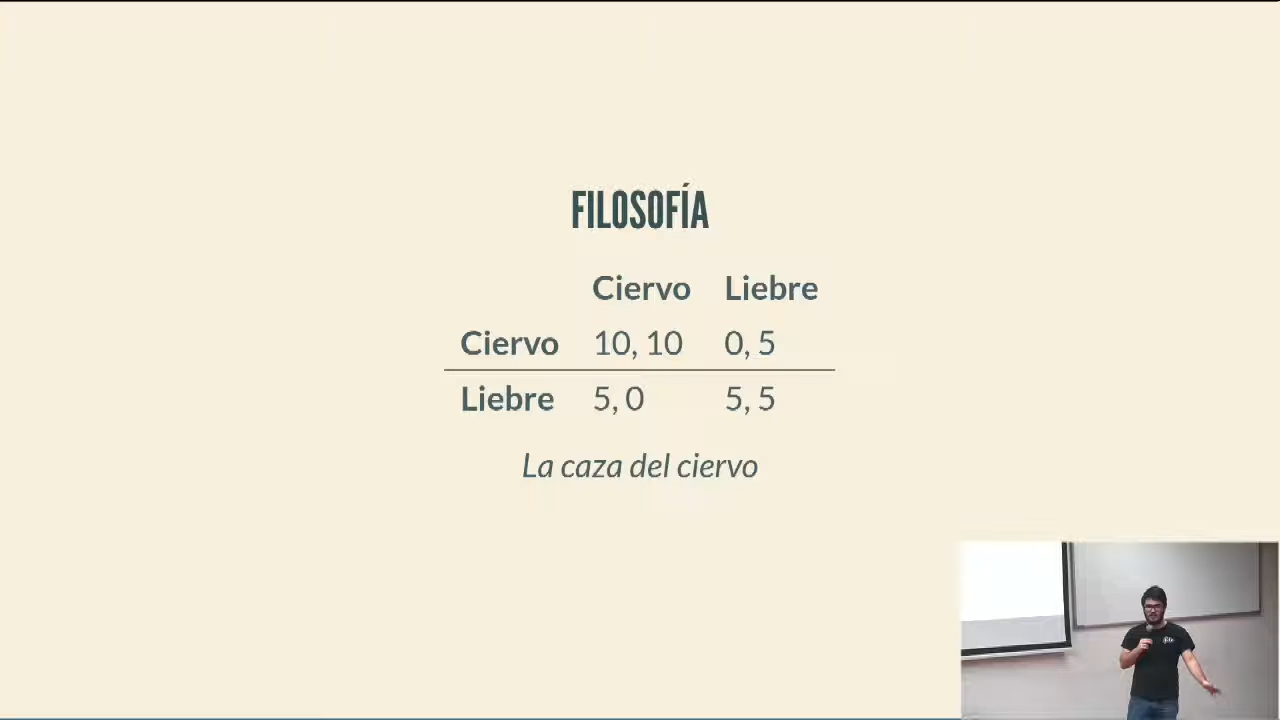 FILOSOFÍA
Ciervo Liebre
Ciervo 10, 10 0, 5
Liebre 5, 0 5, 5
La caza del ciervo